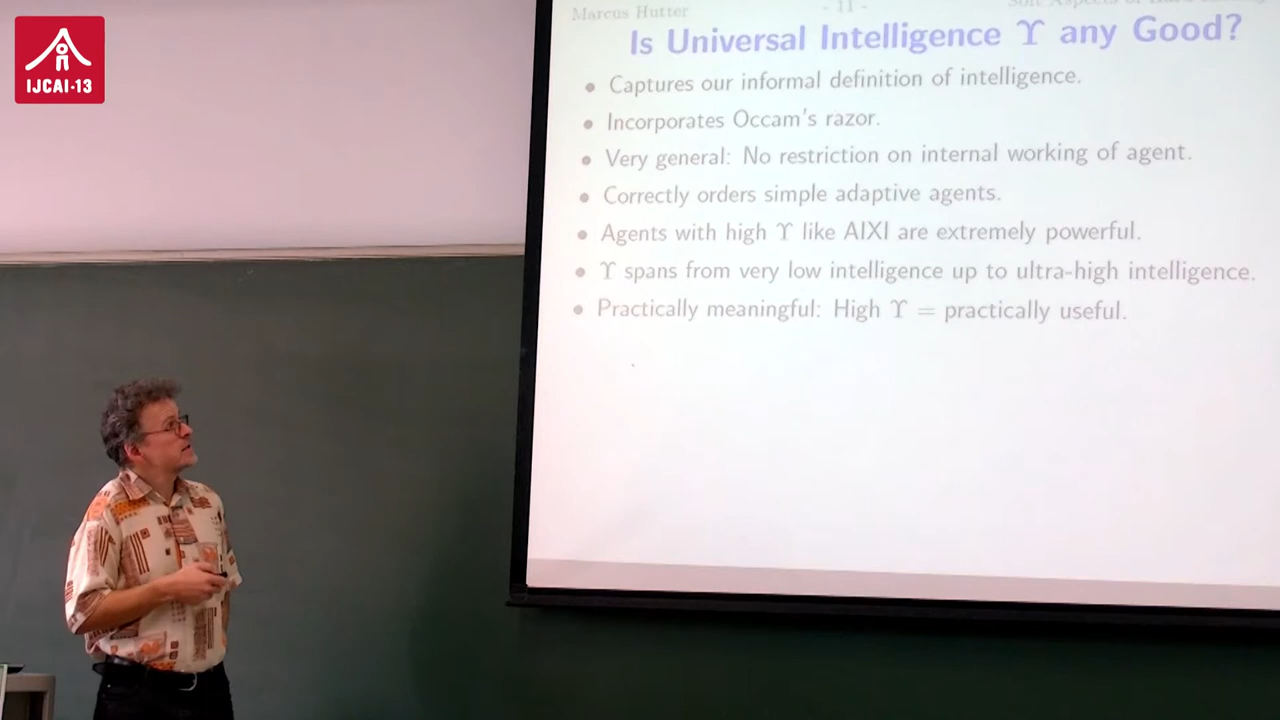 IJCAI-13
Marcus Hutter - 11 -
Is Universal Intelligence ϒ any Good?
• Captures our informal definition of intelligence.
• Incorporates Occam's razor.
• Very general: No restriction on internal working of agent.
• Correctly orders simple adaptive agents.
• Agents with high ϒ like AIXI are extremely powerful.
• ϒ spans from very low intelligence up to ultra-high intelligence.
• Practically meaningful: High ϒ = practically useful.